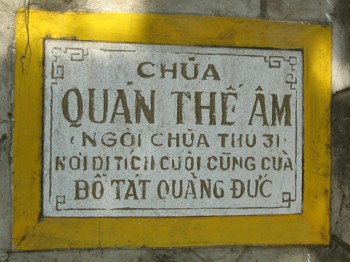 CHÙA
QUÁN THẾ ÂM
(NGÔI CHÙA THỨ 31)
NƠI DI TÍCH CUỐI CÙNG CỦA
BỒ TÁT QUẢNG ĐỨC